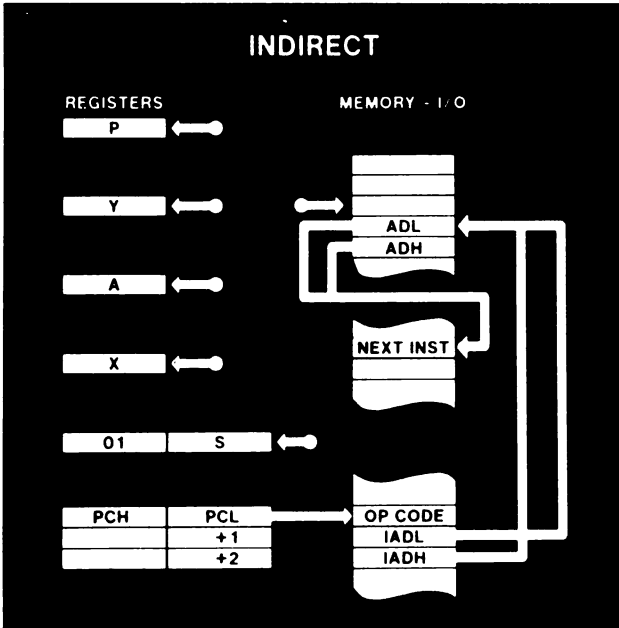 INDIRECT
REGISTERS
MEMORY - I/O
P
Y
A
X
01 S
PCH PCL
+1
+2
ADL
ADH
NEXT INST
OP CODE
IADL
IADH